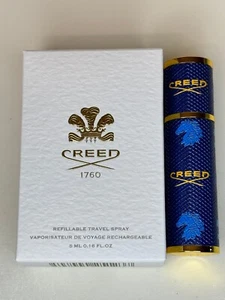 CREED
1760
REFILLABLE TRAVEL SPRAY
VAPORISATEUR DE VOYAGE RECHARGEABLE
5 ML-0.16 FL.OZ.
CREED
CREED